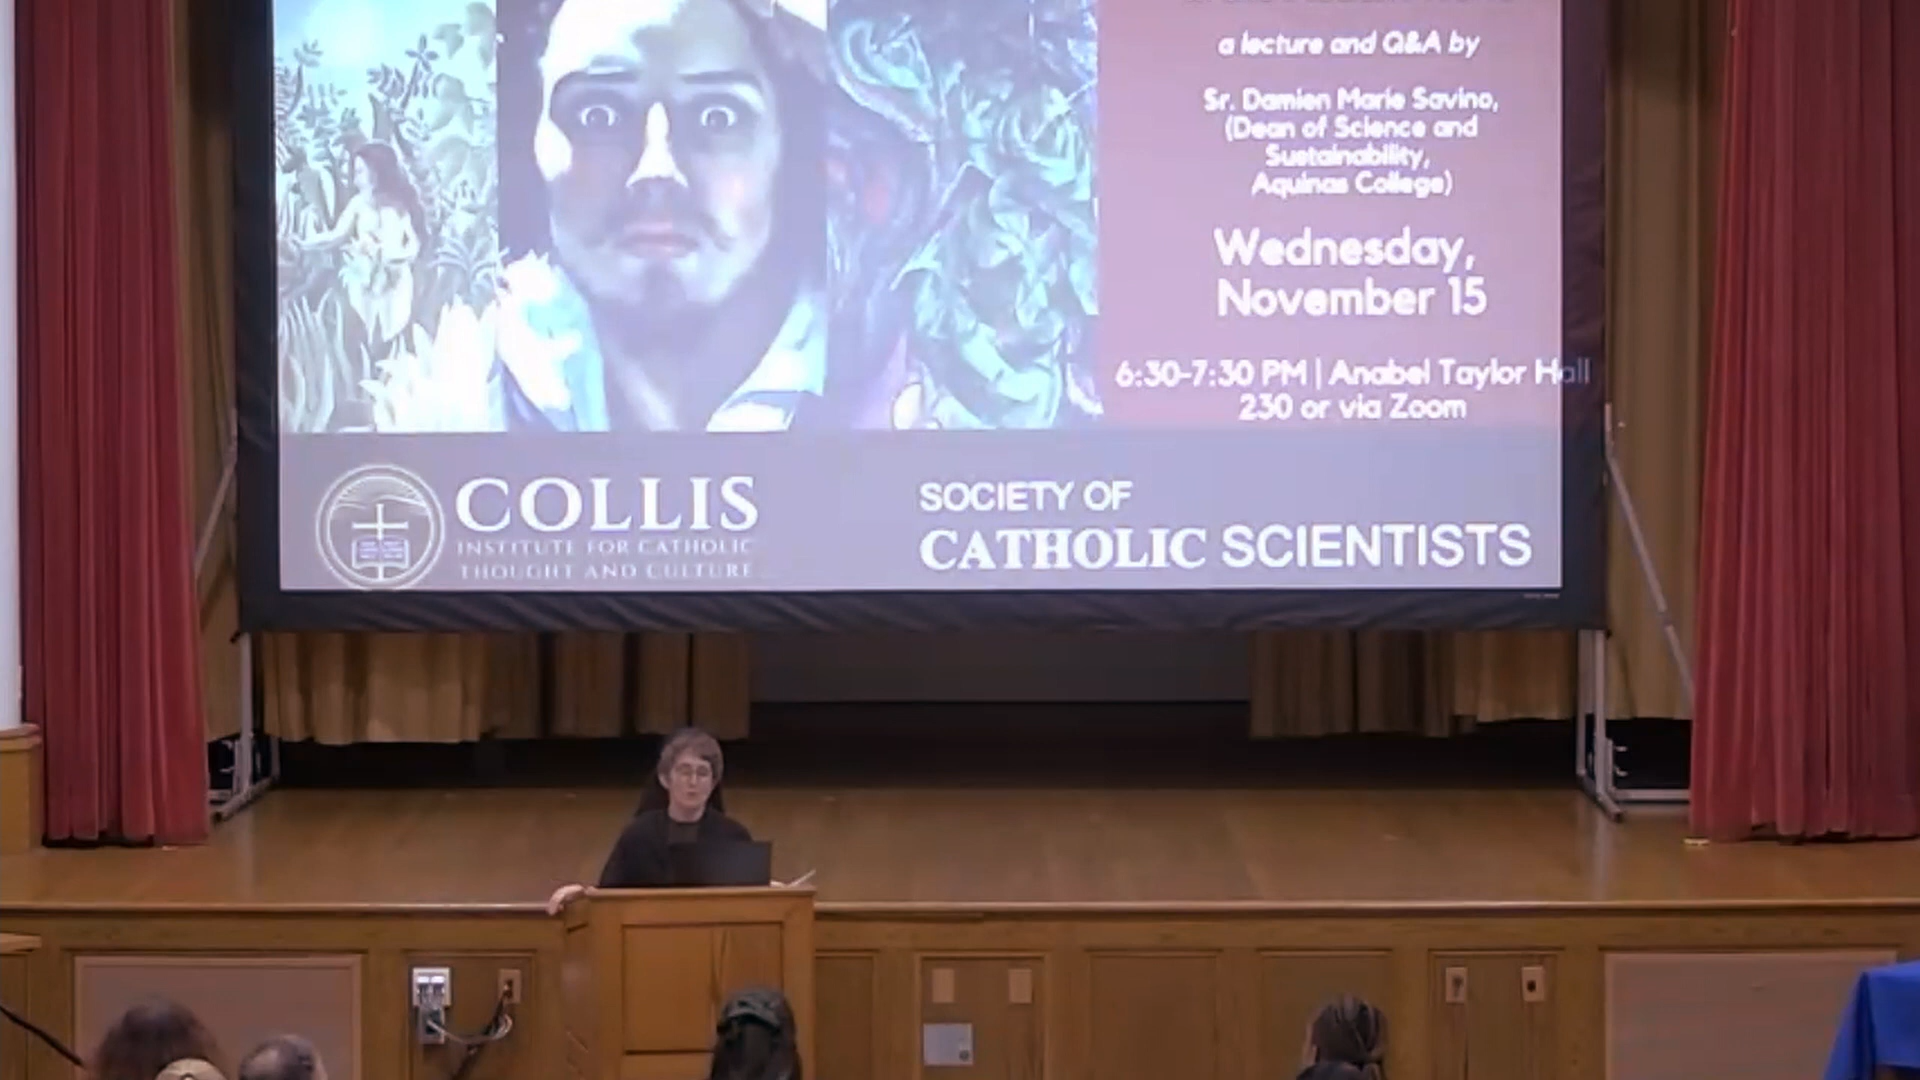 a lecture and Q&A by
Sr. Damien Marie Savino,
(Dean of Science and
Sustainability,
Aquinas College)
Wednesday,
November 15
6:30-7:30 PM | Anabel Taylor Hall
230 or via Zoom
COLLIS
INSTITUTE FOR CATHOLIC
THOUGHT AND CULTURE
SOCIETY OF
CATHOLIC SCIENTISTS